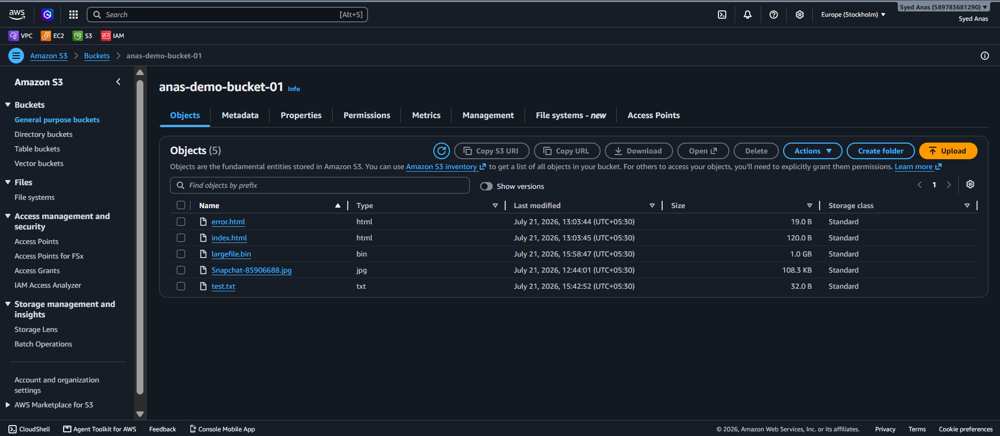 aws
Search [Alt+S]
Europe (Stockholm)
Syed Anas (589783681290)
Syed Anas
VPC EC2 S3 IAM
Amazon S3 Buckets anas-demo-bucket-01
Amazon S3
Buckets
General purpose buckets
Directory buckets
Table buckets
Vector buckets
Files
File systems
Access management and
security
Access Points
Access Points for FSx
Access Grants
IAM Access Analyzer
Storage management and
insights
Storage Lens
Batch Operations
Account and organization
settings
AWS Marketplace for S3
anas-demo-bucket-01 Info
Objects Metadata Properties Permissions Metrics Management File systems - new Access Points
Objects (5)
Copy S3 URI Copy URL Download Open Delete Actions Create folder Upload
Objects are the fundamental entities stored in Amazon S3. You can use Amazon S3 inventory to get a list of all objects in your bucket. For others to access your objects, you'll need to explicitly grant them permissions. Learn more
Find objects by prefix
Show versions
1
Name Type Last modified Size Storage class
error.html html July 21, 2026, 13:03:44 (UTC+05:30) 19.0 B Standard
index.html html July 21, 2026, 13:03:45 (UTC+05:30) 120.0 B Standard
largefile.bin bin July 21, 2026, 15:58:47 (UTC+05:30) 1.0 GB Standard
Snapchat-85906688.jpg jpg July 21, 2026, 12:44:01 (UTC+05:30) 108.3 KB Standard
test.txt txt July 21, 2026, 15:42:52 (UTC+05:30) 32.0 B Standard
CloudShell Agent Toolkit for AWS Feedback Console Mobile App
© 2026, Amazon Web Services, Inc. or its affiliates. Privacy Terms Cookie preferences